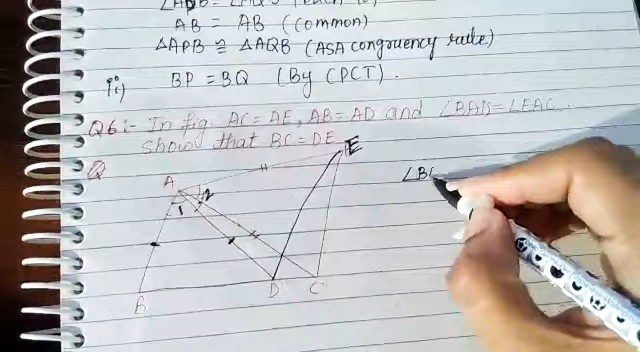 AB = AB (common)
△APB ≅ △AQB (ASA congruency rule)
ii) BP = BQ (By CPCT).
Q6:- In fig. AC = AE, AB = AD and ∠BAD = ∠EAC.
show that BC = DE.
E
A
1 2
∠BC
B D C